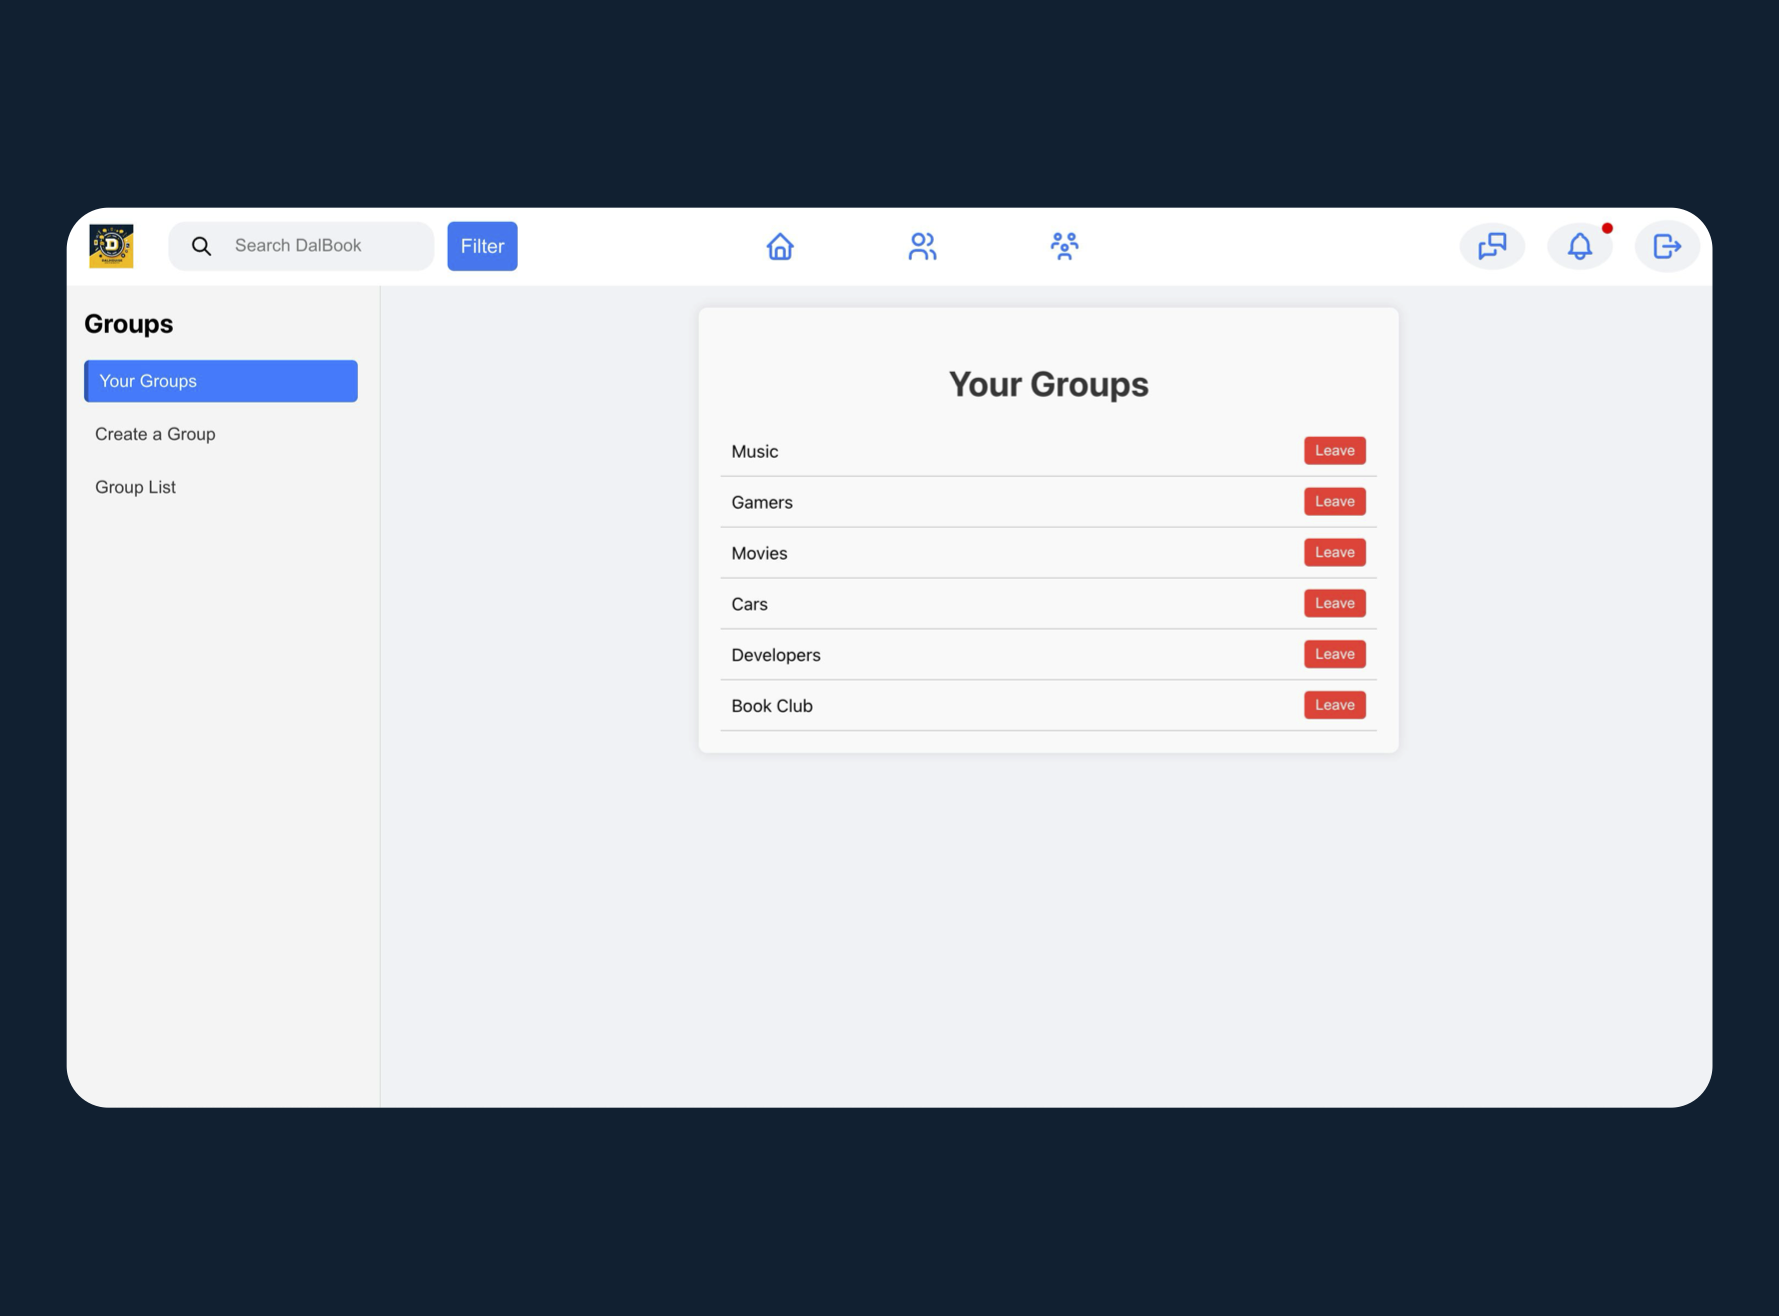 D
Search DalBook
Filter
Groups
Your Groups
Create a Group
Group List
Your Groups
Music Leave
Gamers Leave
Movies Leave
Cars Leave
Developers Leave
Book Club Leave